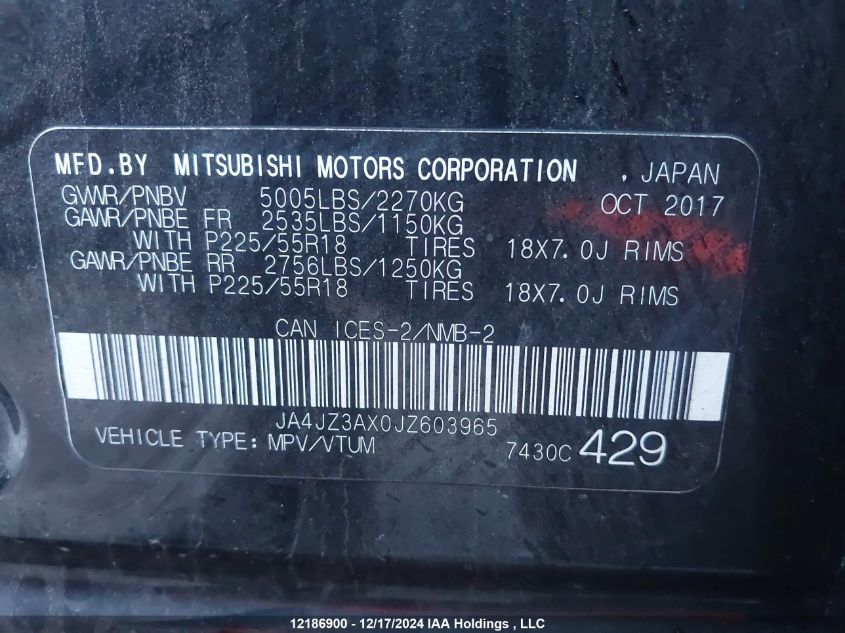 MFD.BY MITSUBISHI MOTORS CORPORATION , JAPAN
GVWR/PNBV 5005LBS/2270KG OCT 2017
GAWR/PNBE FR 2535LBS/1150KG
WITH P225/55R18 TIRES 18X7.0J RIMS
GAWR/PNBE RR 2756LBS/1250KG
WITH P225/55R18 TIRES 18X7.0J RIMS
CAN ICES-2/NMB-2
JA4JZ3AX0JZ603965
VEHICLE TYPE: MPV/VTUM 7430C 429
12186900 - 12/17/2024 IAA Holdings , LLC